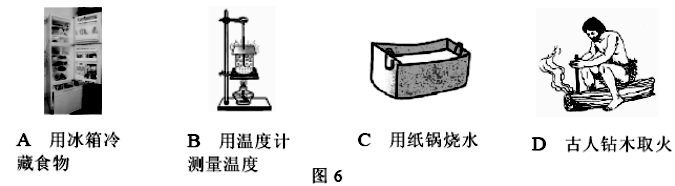 A 用冰箱冷
藏食物
B 用温度计
测量温度
C 用纸锅烧水
D 古人钻木取火
图 6